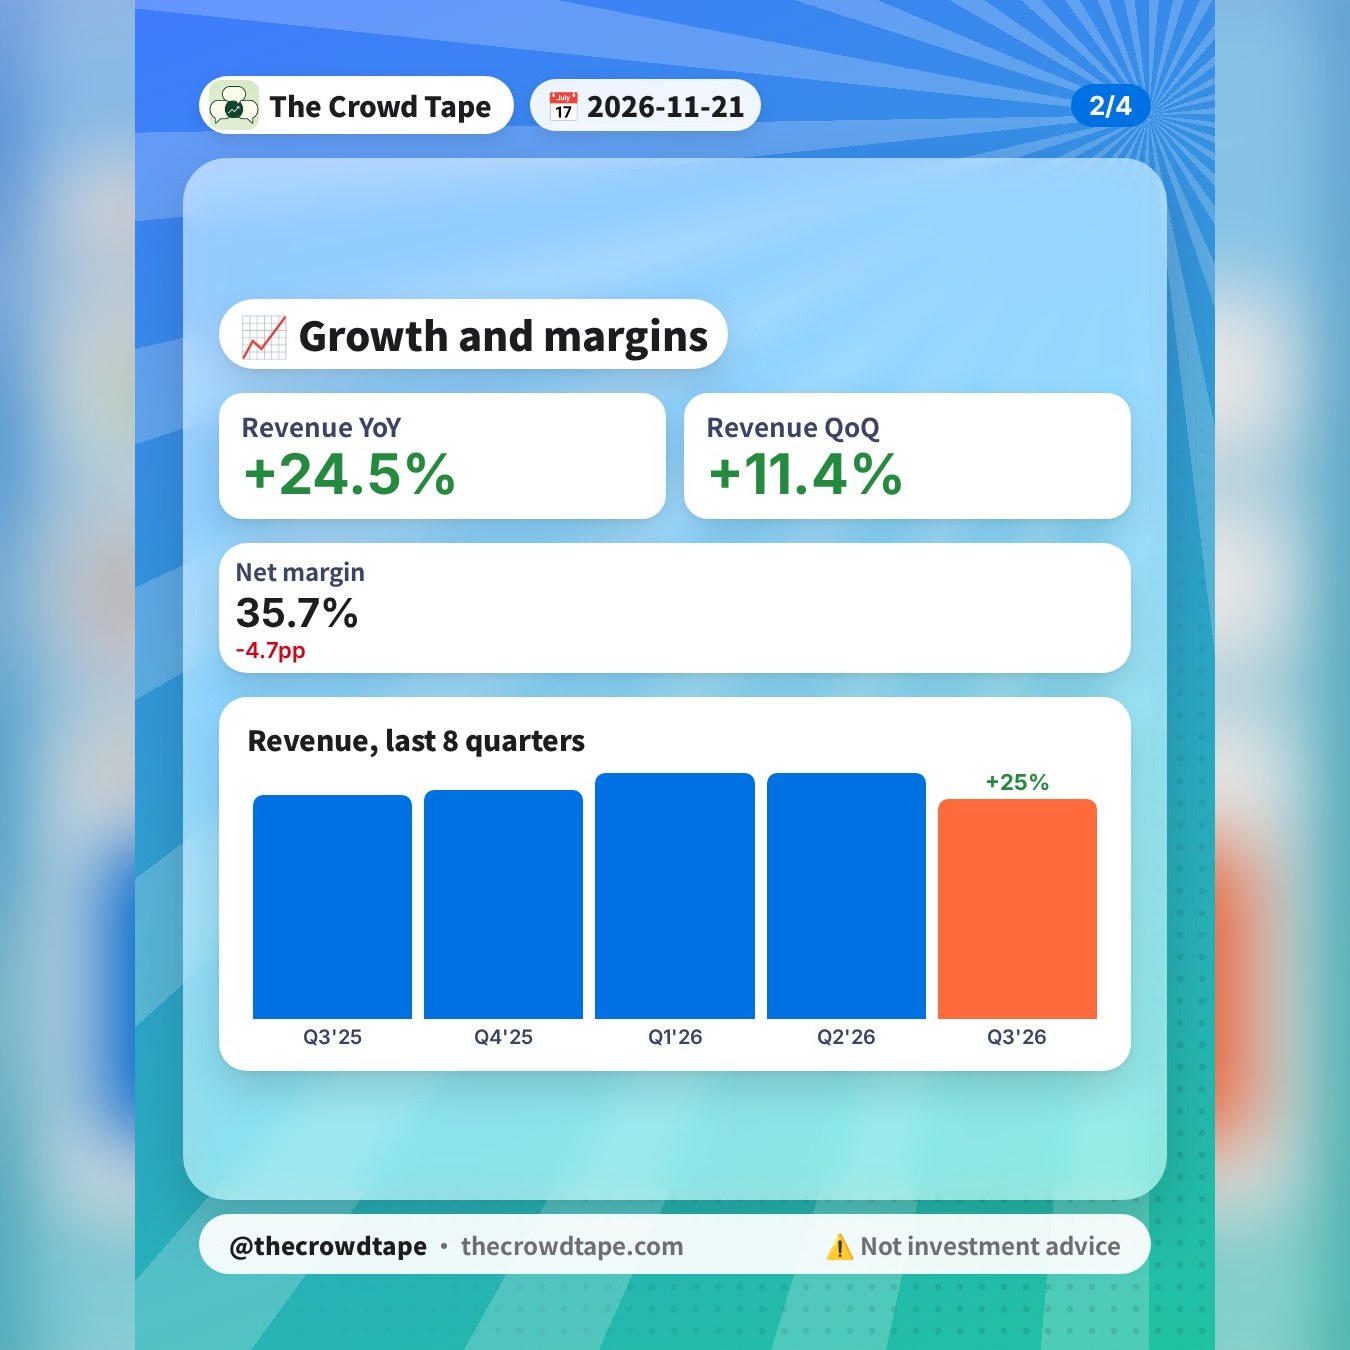 The Crowd Tape
2026-11-21
2/4
Growth and margins
Revenue YoY
+24.5%
Revenue QoQ
+11.4%
Net margin
35.7%
-4.7pp
Revenue, last 8 quarters
+25%
Q3'25
Q4'25
Q1'26
Q2'26
Q3'26
@thecrowdtape • thecrowdtape.com
Not investment advice